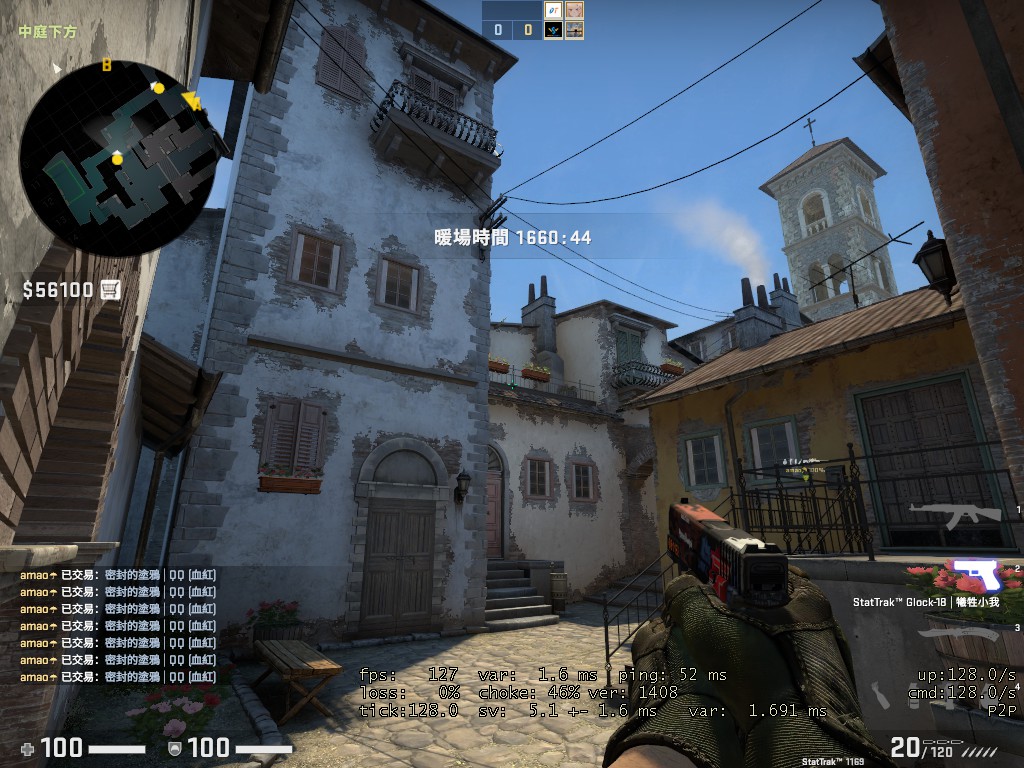 中庭下方
0 0
B
A
暖場時間 1660:44
$56100
1
2
StatTrak™ Glock-18 | 犧牲小我
3
4
amao☂ 已交易: 密封的塗鴉 | QQ [血紅]
amao☂ 已交易: 密封的塗鴉 | QQ [血紅]
amao☂ 已交易: 密封的塗鴉 | QQ [血紅]
amao☂ 已交易: 密封的塗鴉 | QQ [血紅]
amao☂ 已交易: 密封的塗鴉 | QQ [血紅]
amao☂ 已交易: 密封的塗鴉 | QQ [血紅]
amao☂ 已交易: 密封的塗鴉 | QQ [血紅]
fps: 127 var: 1.6 ms ping: 52 ms
loss: 0% choke: 46% ver: 1408
tick:128.0 sv: 5.1 +- 1.6 ms var: 1.691 ms
up:128.0/s
cmd:128.0/s
P2P
100 100
20/120
StatTrak™ 1169